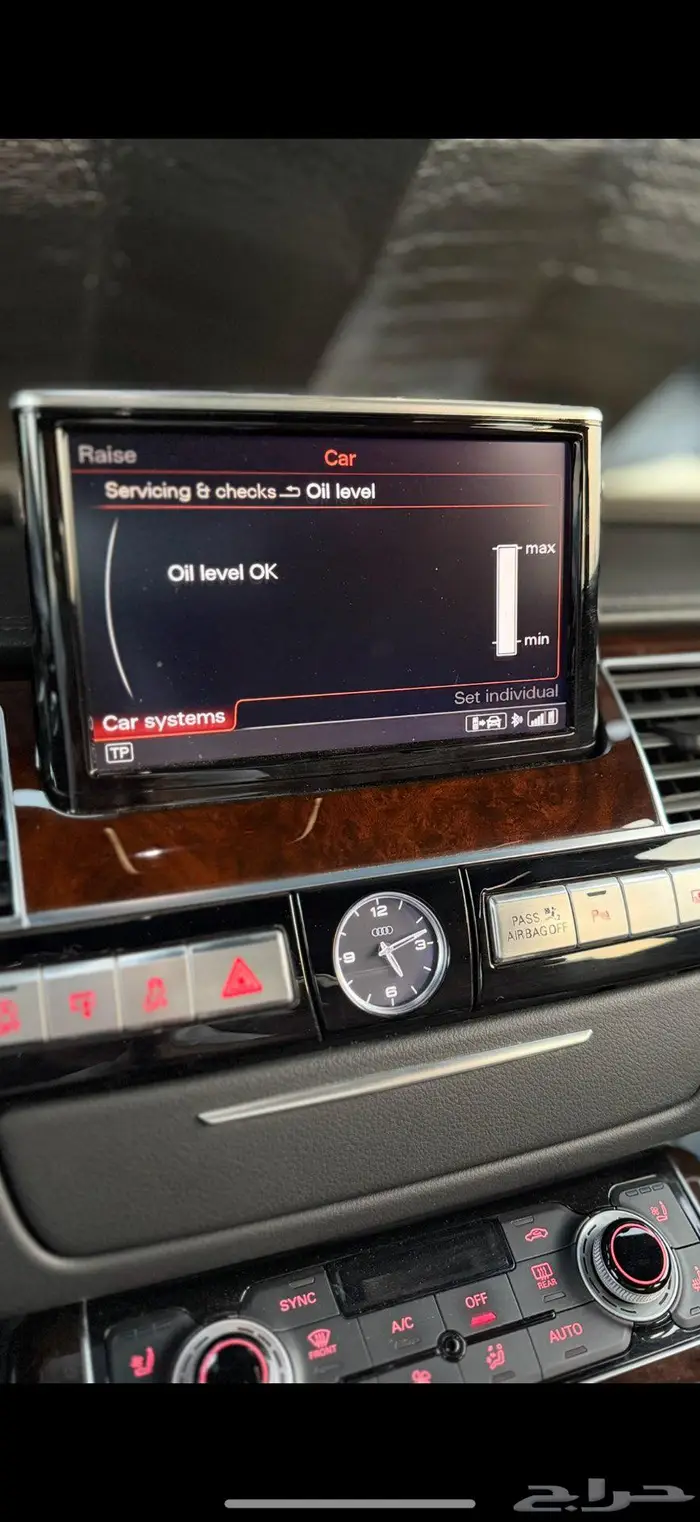 Raise
Car
Servicing & checks Oil level
Oil level OK
max
min
Set individual
Car systems
TP
12
3
6
9
PASS
AIRBAG OFF
P
SYNC
FRONT
A/C
OFF
REAR
AUTO
حراج